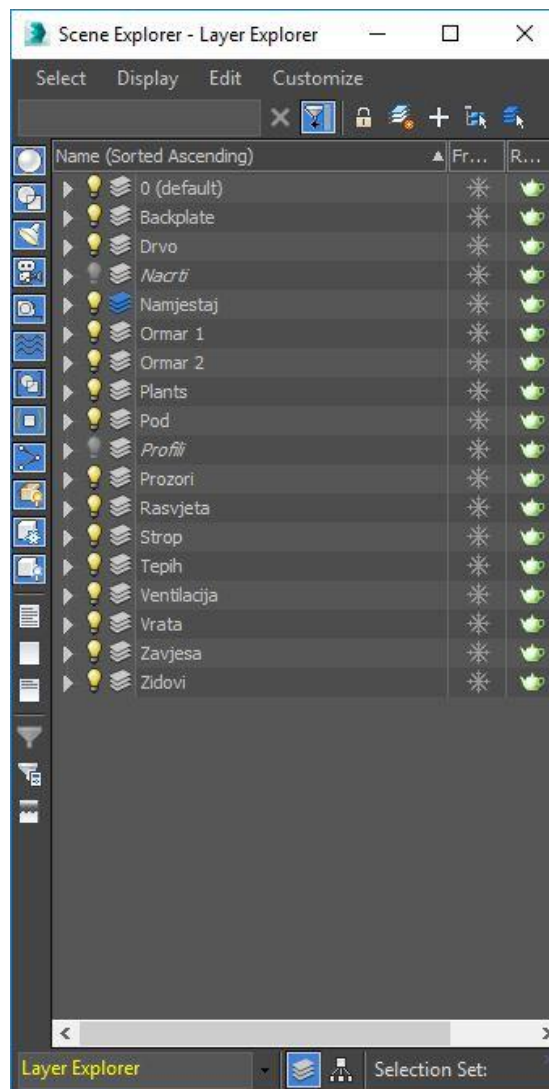 Scene Explorer - Layer Explorer
Select Display Edit Customize
Name (Sorted Ascending) Fr... R...
0 (default)
Backplate
Drvo
Nacrti
Namjestaj
Ormar 1
Ormar 2
Plants
Pod
Profili
Prozori
Rasvjeta
Strop
Tepih
Ventilacija
Vrata
Zavjesa
Zidovi
Layer Explorer Selection Set: